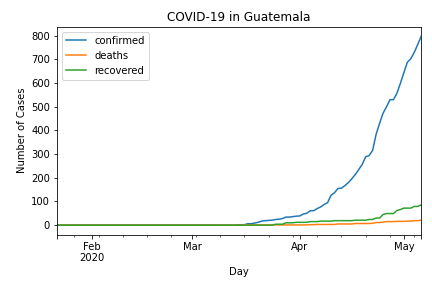 COVID-19 in Guatemala
confirmed
deaths
recovered
Number of Cases
800
700
600
500
400
300
200
100
0
Feb
2020
Mar
Apr
May
Day